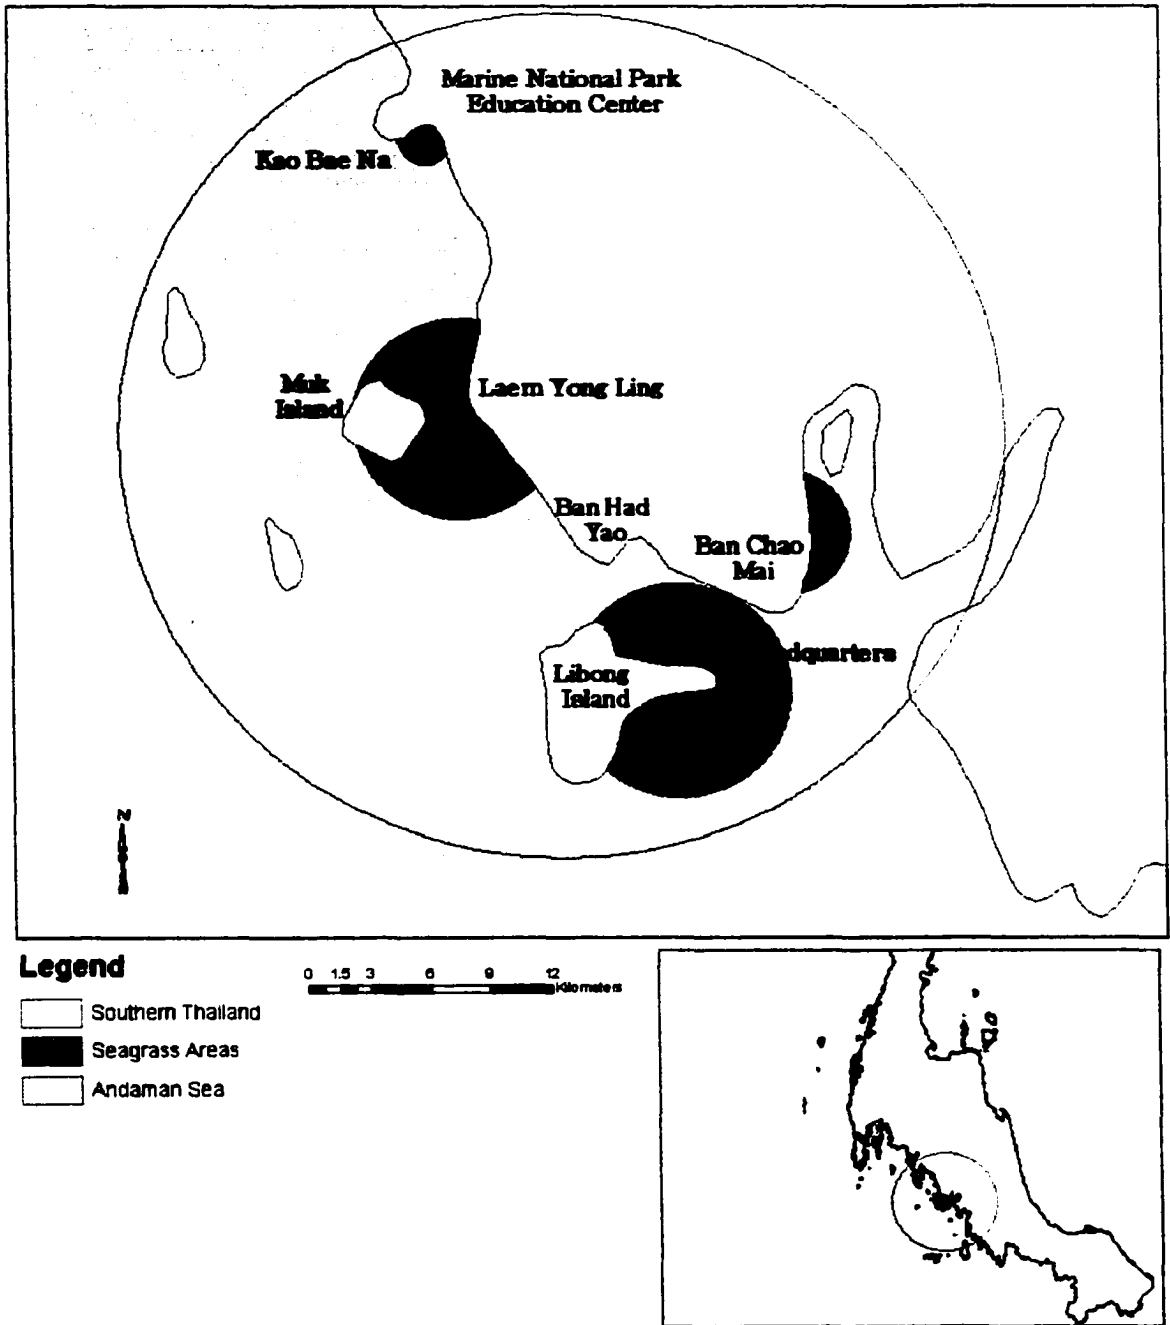 Marine National Park
Education Center
Kao Bae Na
Muk
Island
Laem Yong Ling
Ban Had
Yao
Ban Chao
Mai
dquarters
Libong
Island
N
Legend
0 1.5 3 6 9 12
Kilometers
Southern Thailand
Seagrass Areas
Andaman Sea